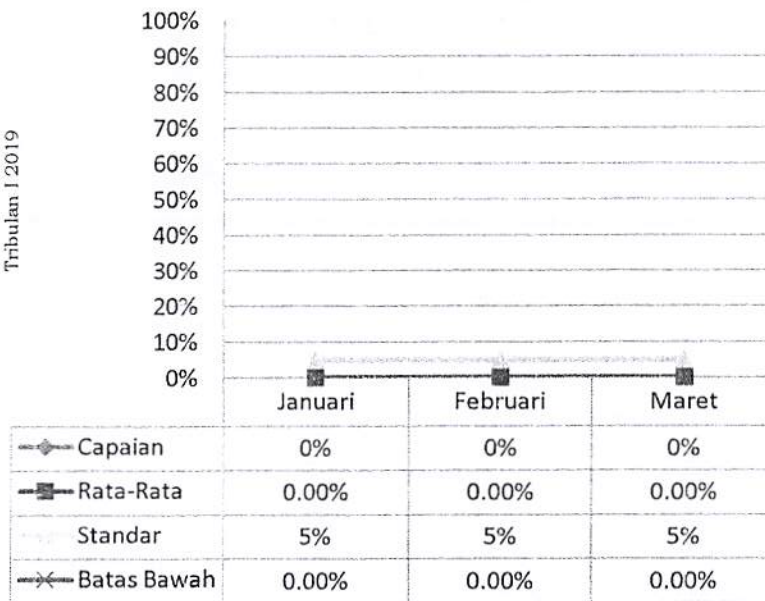 Tribulan I 2019
100%
90%
80%
70%
60%
50%
40%
30%
20%
10%
0%
Januari Februari Maret
Capaian 0% 0% 0%
Rata-Rata 0.00% 0.00% 0.00%
Standar 5% 5% 5%
Batas Bawah 0.00% 0.00% 0.00%